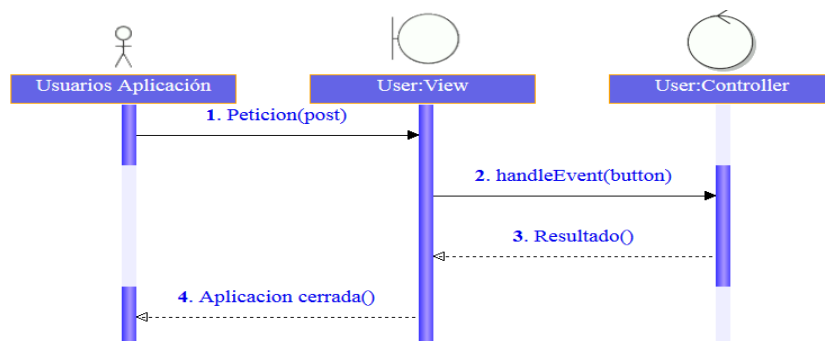 Usuarios Aplicación
User:View
User:Controller
1. Peticion(post)
2. handleEvent(button)
3. Resultado()
4. Aplicacion cerrada()